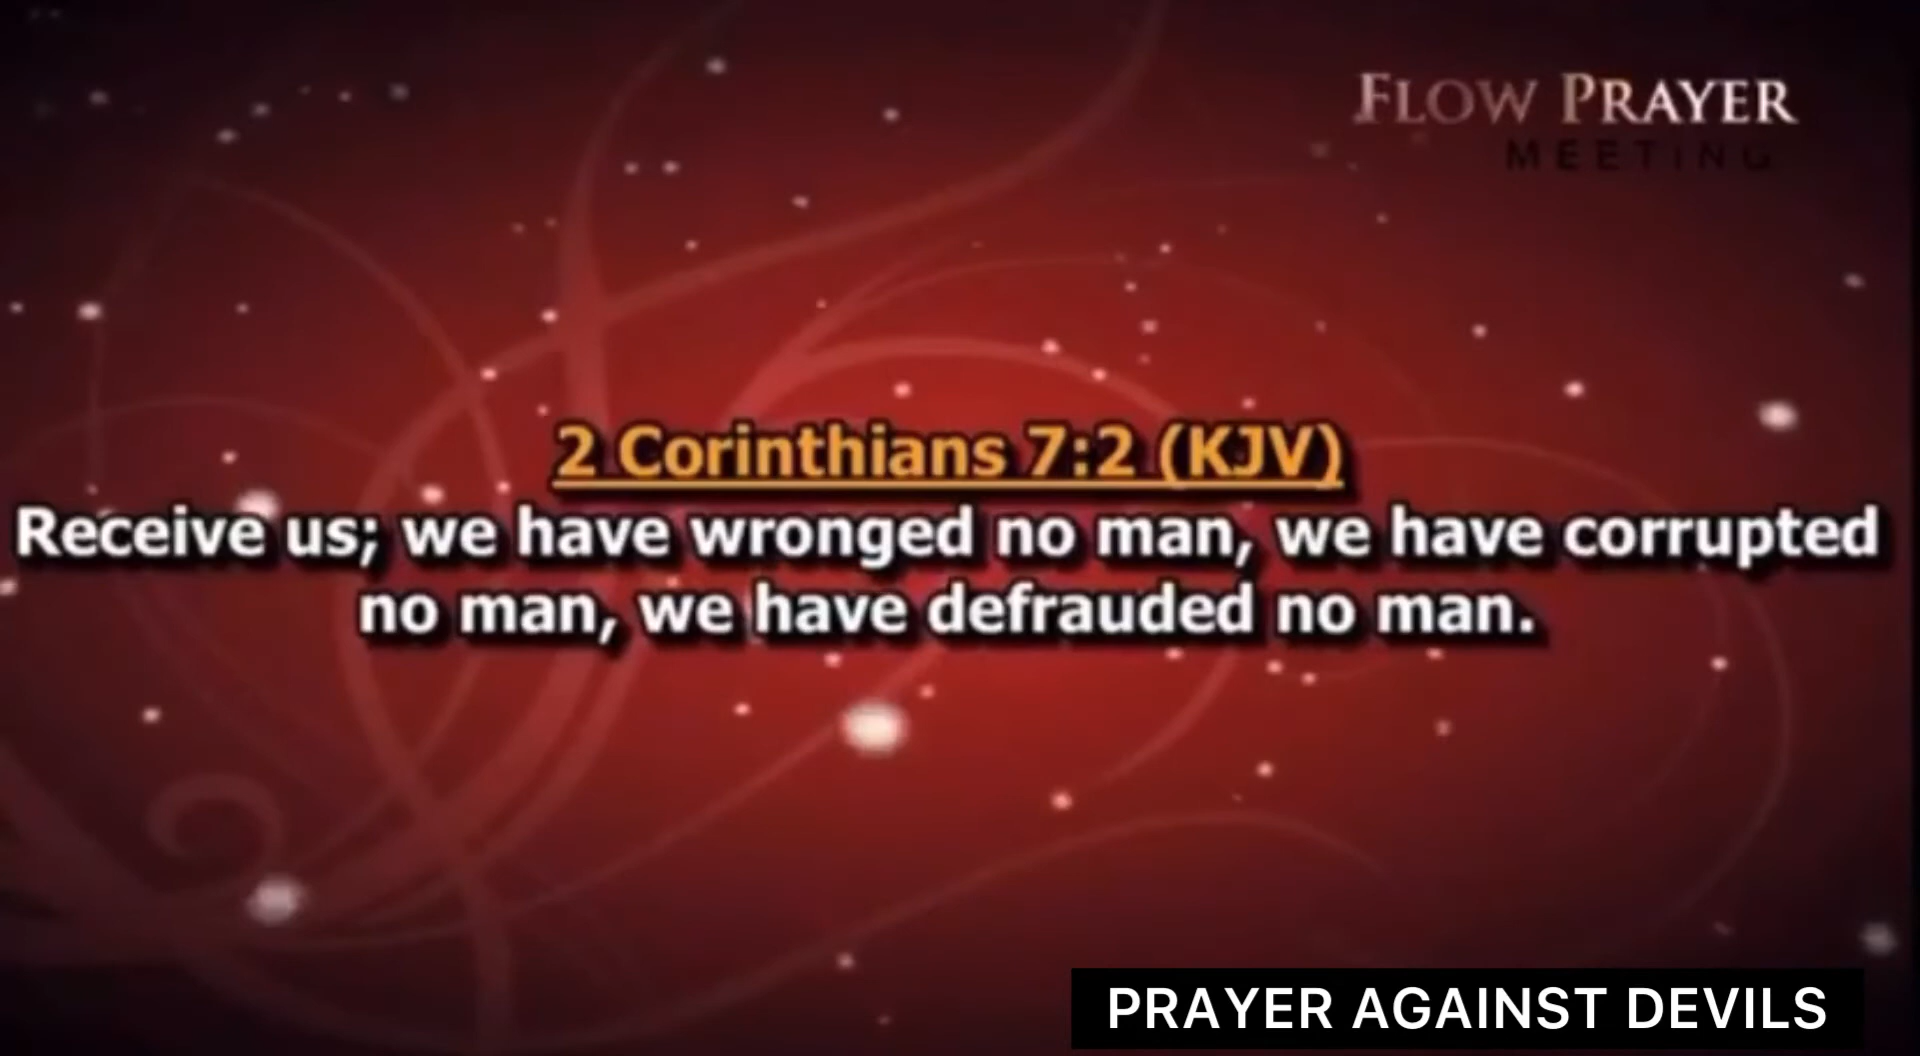 FLOW PRAYER
MEETING
2 Corinthians 7:2 (KJV)
Receive us; we have wronged no man, we have corrupted
no man, we have defrauded no man.
PRAYER AGAINST DEVILS